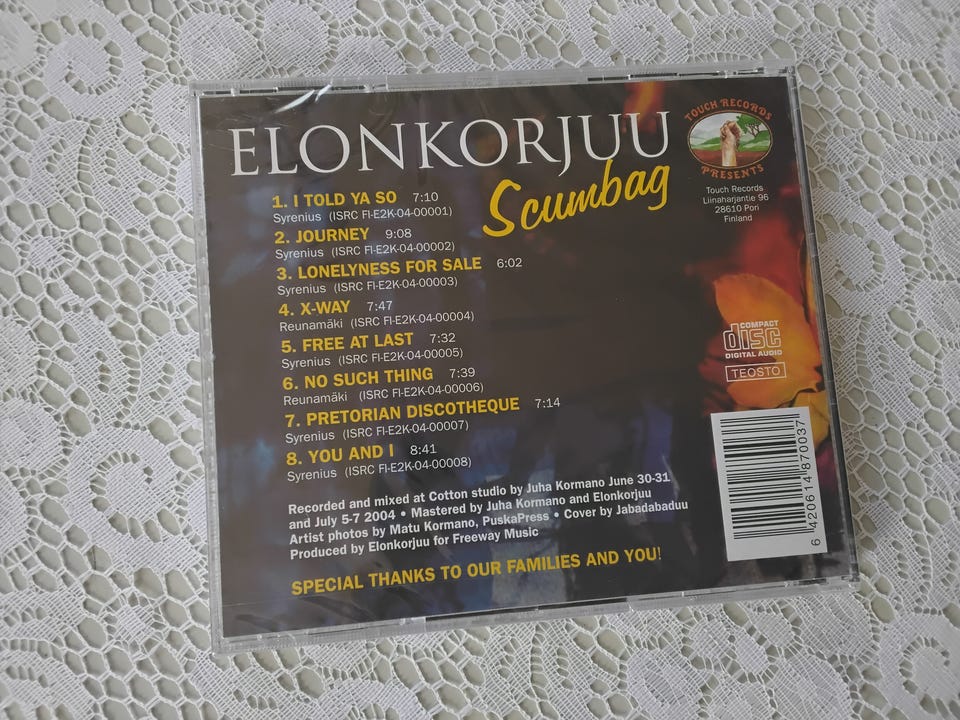 ELONKORJUU
Scumbag
TOUCH RECORDS
PRESENTS
Touch Records
Liinaharjantie 96
28610 Pori
Finland
1. I TOLD YA SO 7:10
Syrenius (ISRC FI-E2K-04-00001)
2. JOURNEY 9:08
Syrenius (ISRC FI-E2K-04-00002)
3. LONELYNESS FOR SALE 6:02
Syrenius (ISRC FI-E2K-04-00003)
4. X-WAY 7:47
Reunamäki (ISRC FI-E2K-04-00004)
5. FREE AT LAST 7:32
Syrenius (ISRC FI-E2K-04-00005)
6. NO SUCH THING 7:39
Reunamäki (ISRC FI-E2K-04-00006)
7. PRETORIAN DISCOTHEQUE 7:14
Syrenius (ISRC FI-E2K-04-00007)
8. YOU AND I 8:41
Syrenius (ISRC FI-E2K-04-00008)
COMPACT
disc
DIGITAL AUDIO
TEOSTO
Recorded and mixed at Cotton studio by Juha Kormano June 30-31
and July 5-7 2004 • Mastered by Juha Kormano and Elonkorjuu
Artist photos by Matu Kormano, PuskaPress • Cover by Jabadabaduu
Produced by Elonkorjuu for Freeway Music
SPECIAL THANKS TO OUR FAMILIES AND YOU!
6 420614 870037